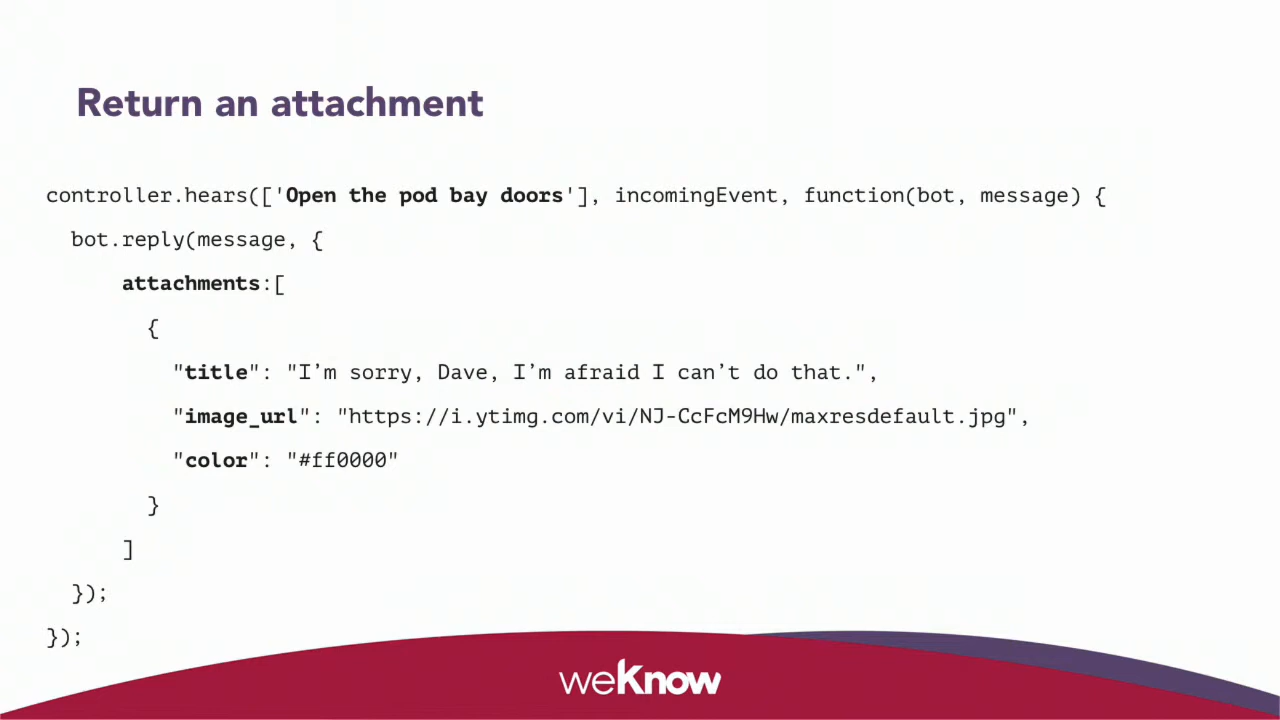 Return an attachment
controller.hears(['Open the pod bay doors'], incomingEvent, function(bot, message) {
bot.reply(message, {
attachments:[
{
"title": "I’m sorry, Dave, I’m afraid I can’t do that.",
"image_url": "https://i.ytimg.com/vi/NJ-CcFcM9Hw/maxresdefault.jpg",
"color": "#ff0000"
}
]
});
});
weKnow